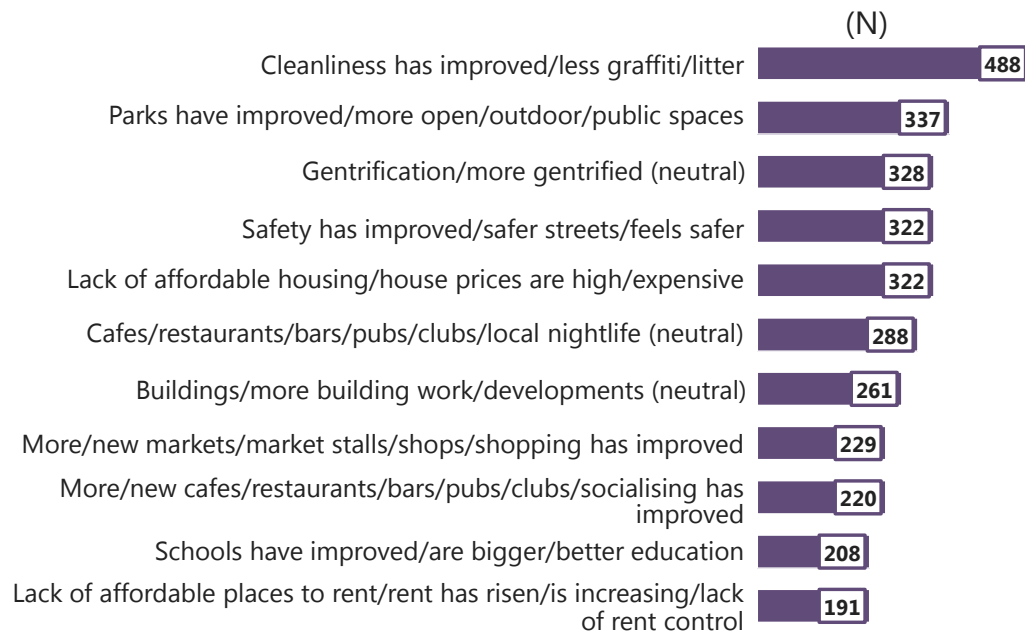 (N)
Cleanliness has improved/less graffiti/litter 488
Parks have improved/more open/outdoor/public spaces 337
Gentrification/more gentrified (neutral) 328
Safety has improved/safer streets/feels safer 322
Lack of affordable housing/house prices are high/expensive 322
Cafes/restaurants/bars/pubs/clubs/local nightlife (neutral) 288
Buildings/more building work/developments (neutral) 261
More/new markets/market stalls/shops/shopping has improved 229
More/new cafes/restaurants/bars/pubs/clubs/socialising has
improved 220
Schools have improved/are bigger/better education 208
Lack of affordable places to rent/rent has risen/is increasing/lack
of rent control 191